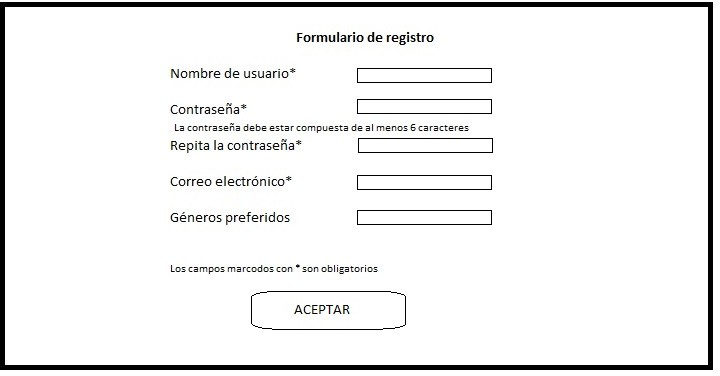 Formulario de registro
Nombre de usuario*
Contraseña*
La contraseña debe estar compuesta de al menos 6 caracteres
Repita la contraseña*
Correo electrónico*
Géneros preferidos
Los campos marcodos con * son obligatorios
ACEPTAR